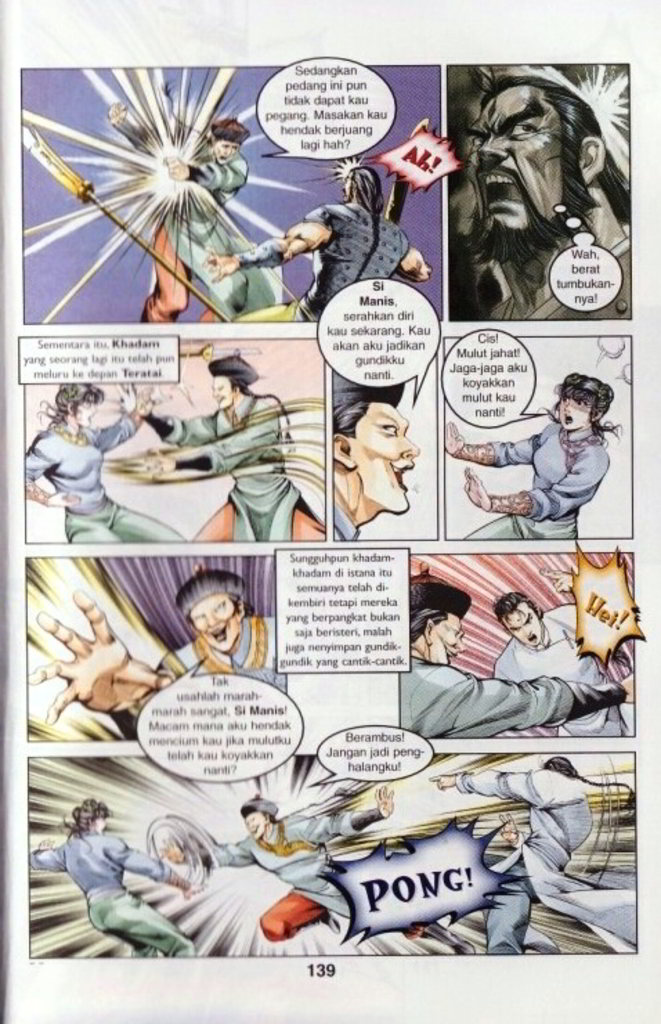 Sedangkan
pedang ini pun
tidak dapat kau
pegang. Masakan kau
hendak berjuang
lagi hah?
AH!
Wah,
berat
tumbukan-
nya!
Sementara itu, Khadam
yang seorang lagi itu telah pun
meluru ke depan Teratai.
Si
Manis,
serahkan diri
kau sekarang. Kau
akan aku jadikan
gundikku
nanti.
Cis!
Mulut jahat!
Jaga-jaga aku
koyakkan
mulut kau
nanti!
Tak
usahlah marah-
marah sangat, Si Manis!
Macam mana aku hendak
mencium kau jika mulutku
telah kau koyakkan
nanti?
Sungguhpun khadam-
khadam di istana itu
semuanya telah di-
kembiri tetapi mereka
yang berpangkat bukan
saja beristeri, malah
juga menyimpan gundik-
gundik yang cantik-cantik.
Hei!
Berambus!
Jangan jadi peng-
halangku!
PONG!
139